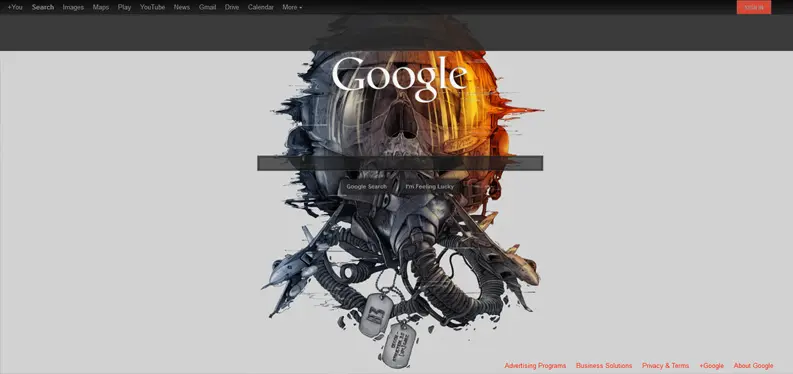 +You Search Images Maps Play YouTube News Gmail Drive Calendar More
SIGN IN
Google
Google Search I'm Feeling Lucky
Advertising Programs Business Solutions Privacy & Terms +Google About Google